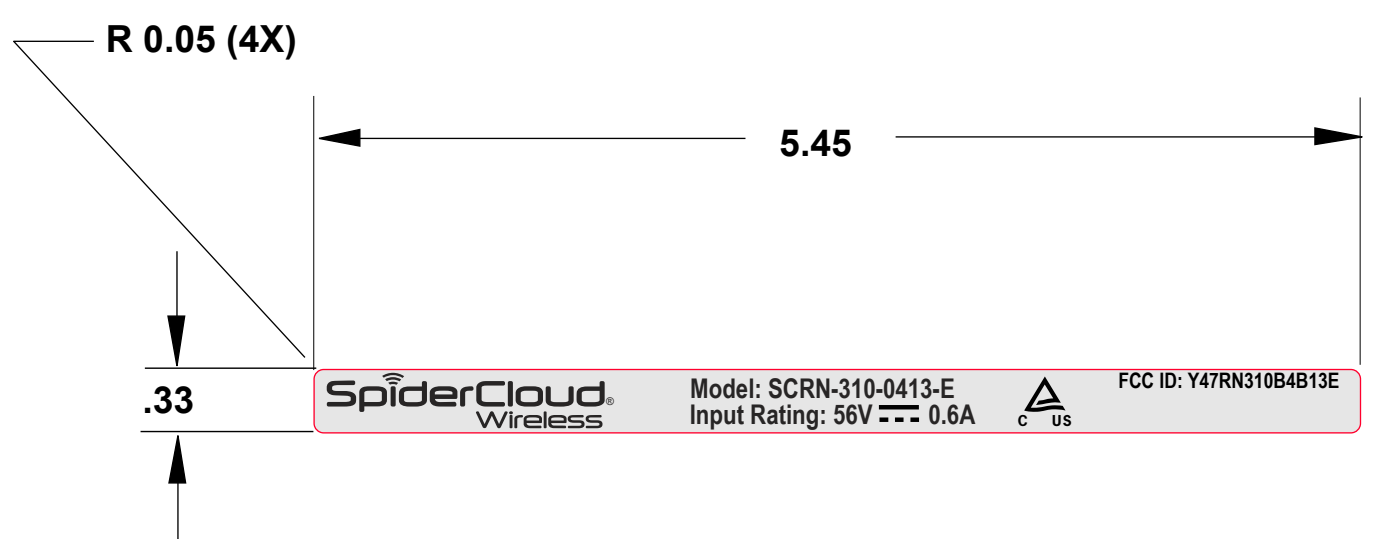 R 0.05 (4X)
5.45
.33
SpiderCloud®
Wireless
Model: SCRN-310-0413-E
Input Rating: 56V ⎓ 0.6A
C US
FCC ID: Y47RN310B4B13E